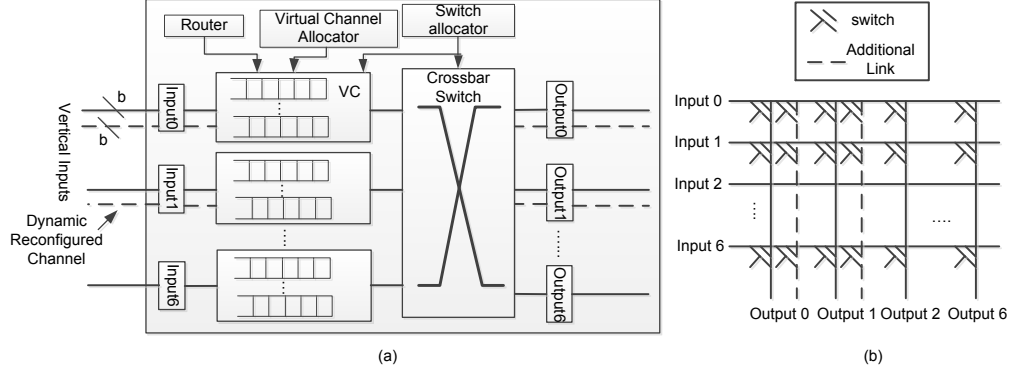 Router
Virtual Channel
Allocator
Switch
allocator
VC
Crossbar
Switch
b
b
Vertical Inputs
Input0
Output0
Input1
Output1
Dynamic
Reconfigured
Channel
......
......
Input6
Output6
(a)
switch
Additional
Link
Input 0
Input 1
Input 2
....
....
Input 6
Output 0
Output 1
Output 2
Output 6
(b)